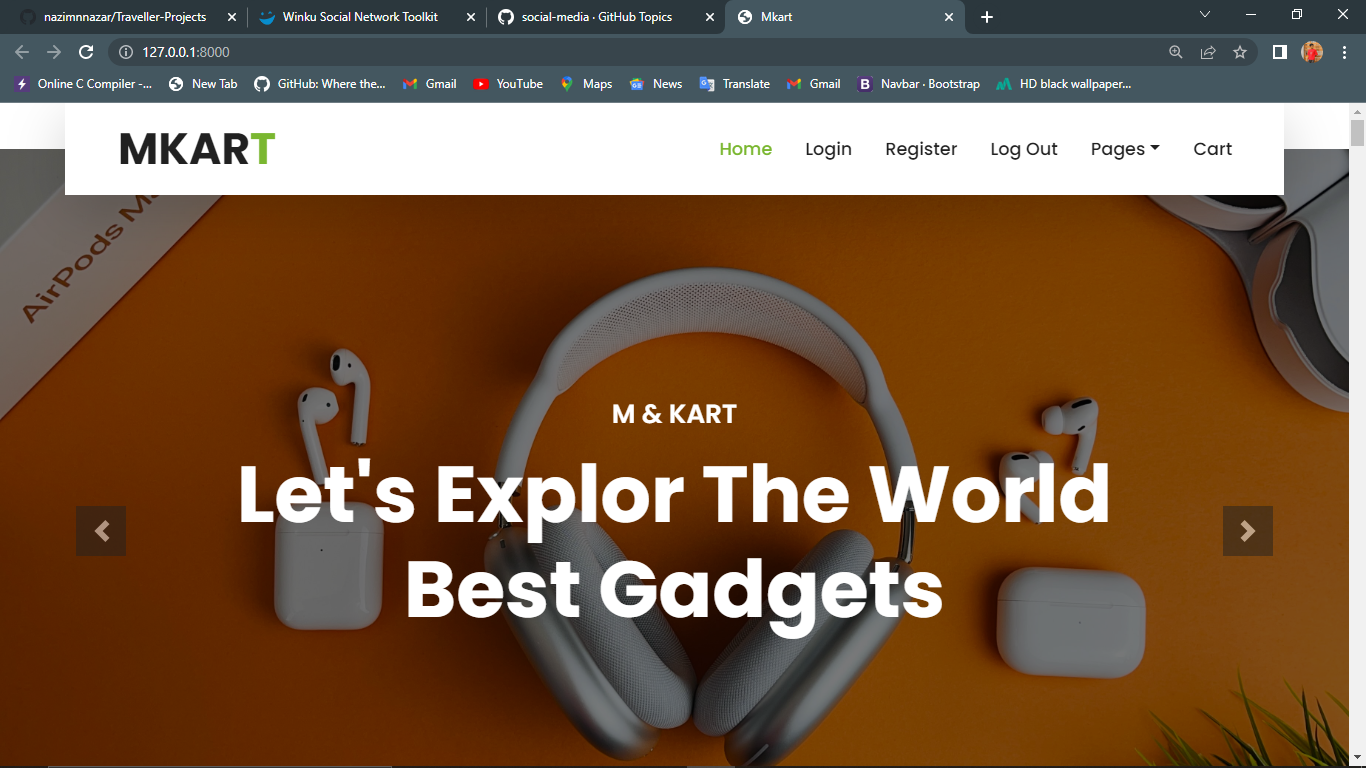 nazimnnazar/Traveller-Projects
Winku Social Network Toolkit
social-media · GitHub Topics
Mkart
127.0.0.1:8000
Online C Compiler -...
New Tab
GitHub: Where the...
Gmail
YouTube
Maps
News
Translate
Gmail
Navbar · Bootstrap
HD black wallpaper...
MKART
Home
Login
Register
Log Out
Pages
Cart
AirPods
M & KART
Let's Explor The World
Best Gadgets